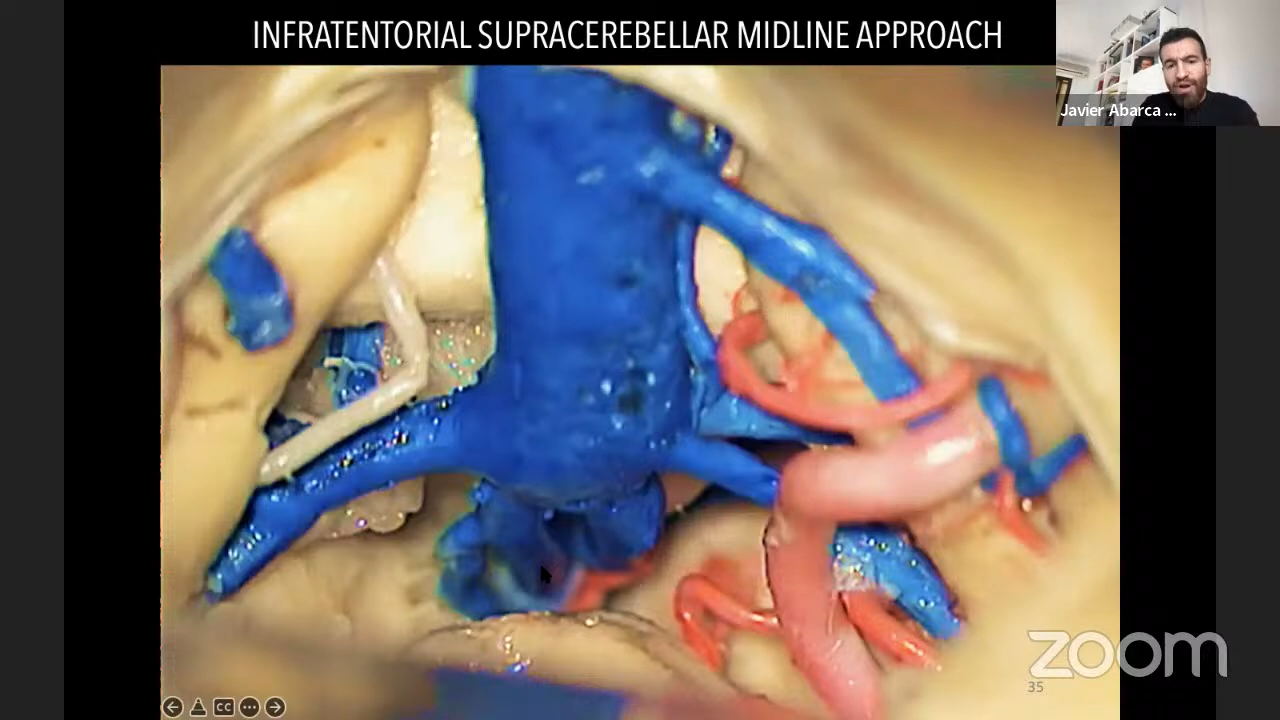 INFRATENTORIAL SUPRACEREBELLAR MIDLINE APPROACH
Javier Abarca ...
zoom
35
CC